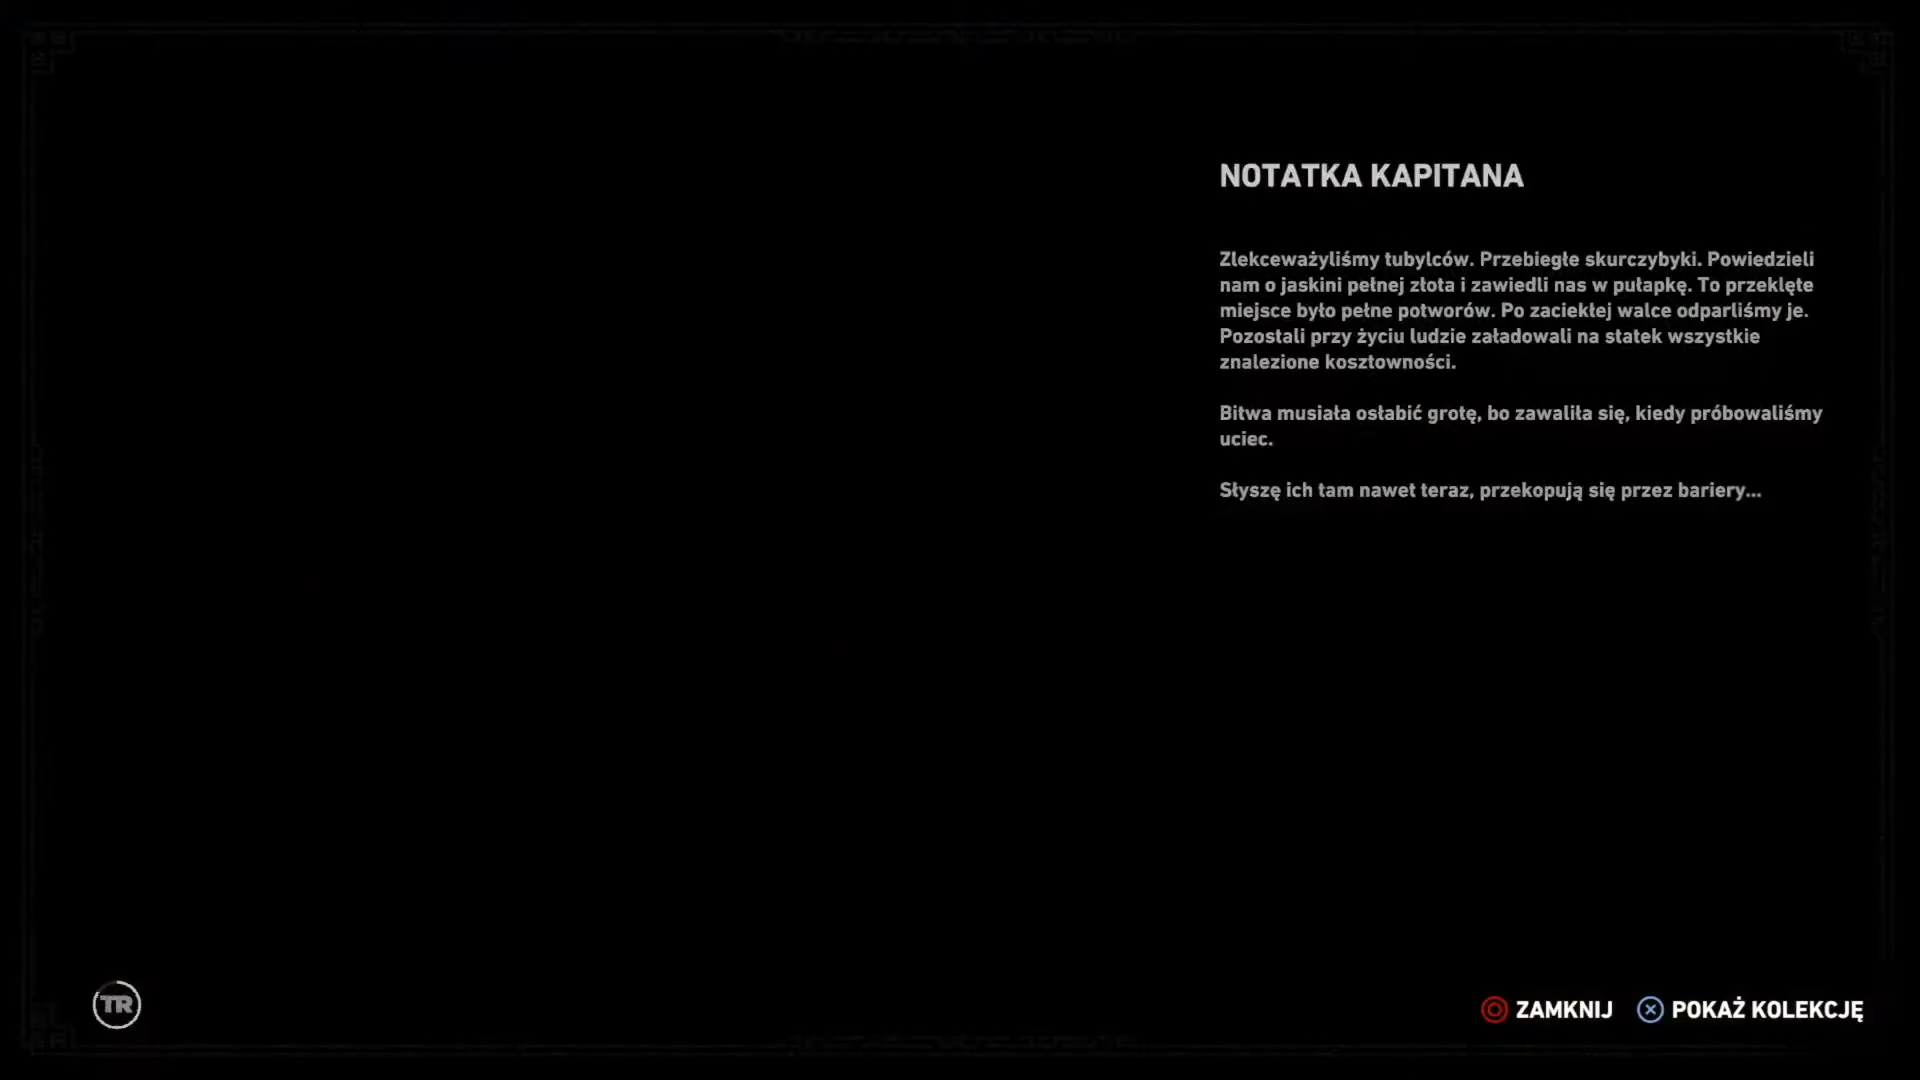 NOTATKA KAPITANA
Zlekceważyliśmy tubylców. Przebiegłe skurczybyki. Powiedzieli
nam o jaskini pełnej złota i zawiedli nas w pułapkę. To przeklęte
miejsce było pełne potworów. Po zaciekłej walce odparliśmy je.
Pozostali przy życiu ludzie załadowali na statek wszystkie
znalezione kosztowności.
Bitwa musiała osłabić grotę, bo zawaliła się, kiedy próbowaliśmy
uciec.
Słyszę ich tam nawet teraz, przekopują się przez bariery...
TR
ZAMKNIJ
POKAŻ KOLEKCJĘ